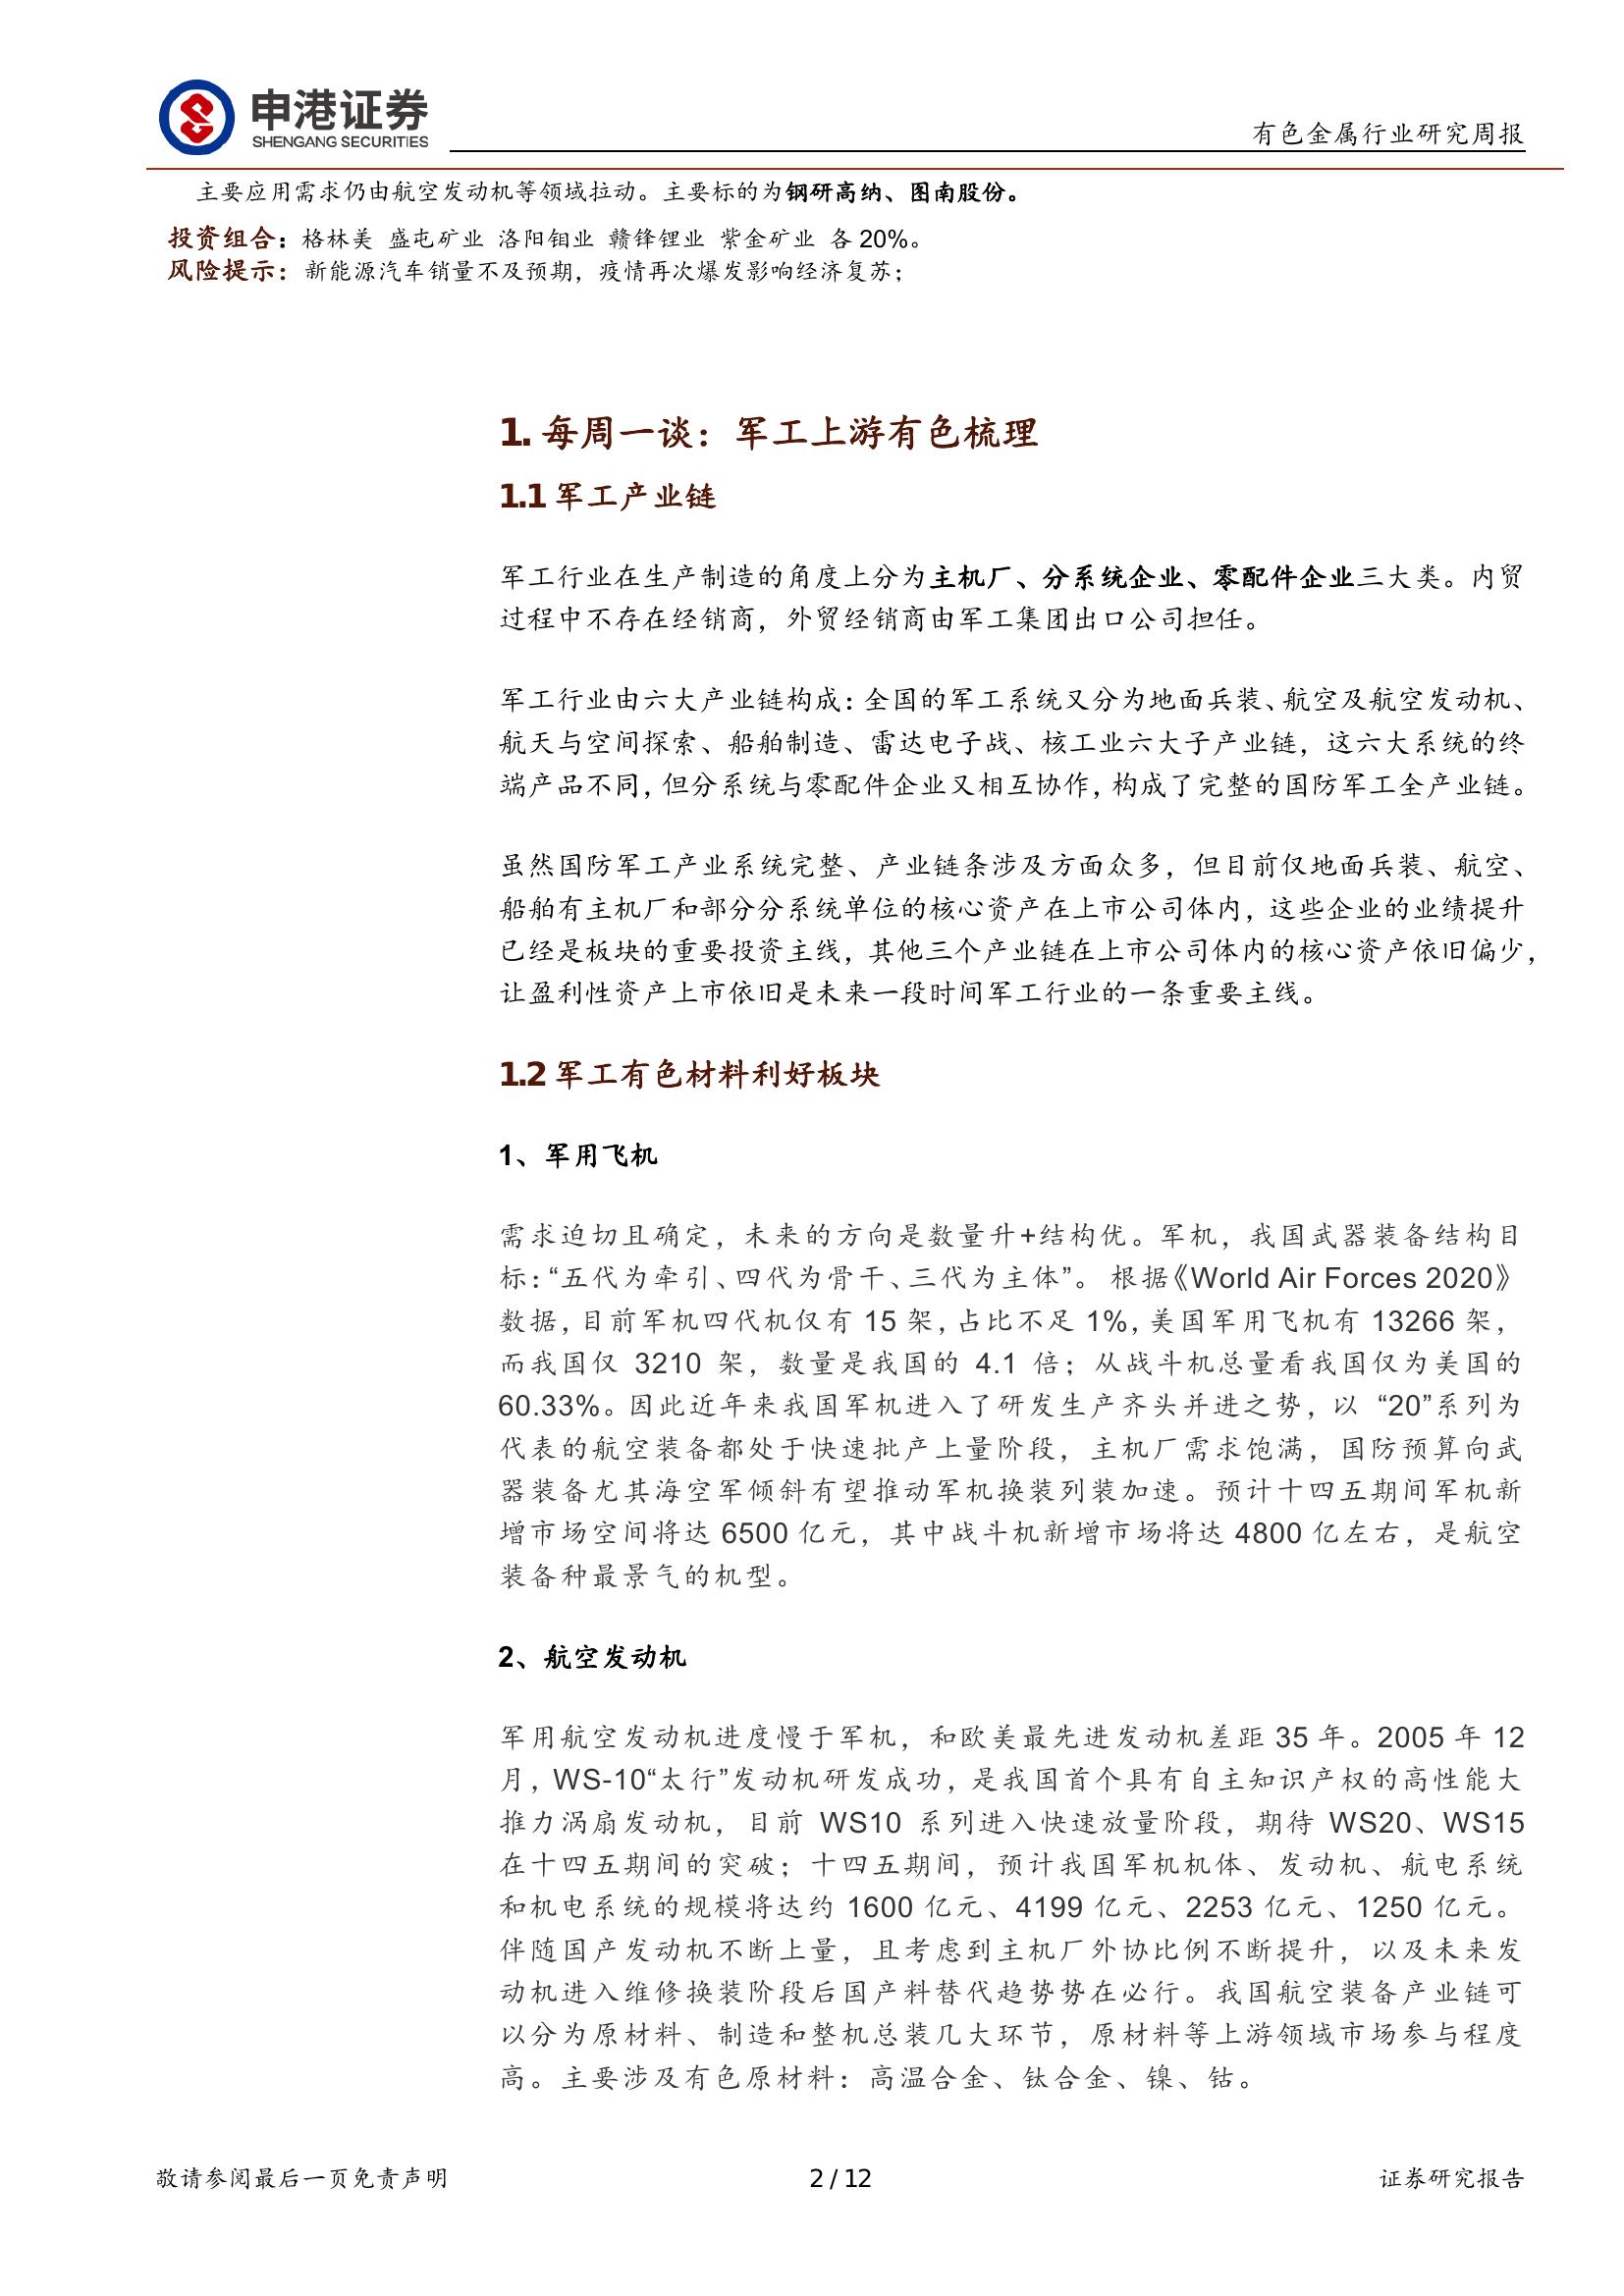 申港证券
SHENGANG SECURITIES
有色金属行业研究周报
主要应用需求仍由航空发动机等领域拉动。主要标的为钢研高纳、图南股份。
投资组合：格林美 盛屯矿业 洛阳钼业 赣锋锂业 紫金矿业 各 20%。
风险提示：新能源汽车销量不及预期，疫情再次爆发影响经济复苏；
1. 每周一谈：军工上游有色梳理
1.1 军工产业链
军工行业在生产制造的角度上分为主机厂、分系统企业、零配件企业三大类。内贸
过程中不存在经销商，外贸经销商由军工集团出口公司担任。
军工行业由六大产业链构成：全国的军工系统又分为地面兵装、航空及航空发动机、
航天与空间探索、船舶制造、雷达电子战、核工业六大子产业链，这六大系统的终
端产品不同，但分系统与零配件企业又相互协作，构成了完整的国防军工全产业链。
虽然国防军工产业系统完整、产业链条涉及方面众多，但目前仅地面兵装、航空、
船舶有主机厂和部分分系统单位的核心资产在上市公司体内，这些企业的业绩提升
已经是板块的重要投资主线，其他三个产业链在上市公司体内的核心资产依旧偏少，
让盈利性资产上市依旧是未来一段时间军工行业的一条重要主线。
1.2 军工有色材料利好板块
1、军用飞机
需求迫切且确定，未来的方向是数量升+结构优。军机，我国武器装备结构目
标：“五代为牵引、四代为骨干、三代为主体”。 根据《World Air Forces 2020》
数据，目前军机四代机仅有 15 架，占比不足 1%，美国军用飞机有 13266 架，
而我国仅 3210 架，数量是我国的 4.1 倍；从战斗机总量看我国仅为美国的
60.33%。因此近年来我国军机进入了研发生产齐头并进之势，以 “20”系列为
代表的航空装备都处于快速批产上量阶段，主机厂需求饱满，国防预算向武
器装备尤其海空军倾斜有望推动军机换装列装加速。预计十四五期间军机新
增市场空间将达 6500 亿元，其中战斗机新增市场将达 4800 亿左右，是航空
装备种最景气的机型。
2、航空发动机
军用航空发动机进度慢于军机，和欧美最先进发动机差距 35 年。2005 年 12
月，WS-10“太行”发动机研发成功，是我国首个具有自主知识产权的高性能大
推力涡扇发动机，目前 WS10 系列进入快速放量阶段，期待 WS20、WS15
在十四五期间的突破；十四五期间，预计我国军机机体、发动机、航电系统
和机电系统的规模将达约 1600 亿元、4199 亿元、2253 亿元、1250 亿元。
伴随国产发动机不断上量，且考虑到主机厂外协比例不断提升，以及未来发
动机进入维修换装阶段后国产料替代趋势势在必行。我国航空装备产业链可
以分为原材料、制造和整机总装几大环节，原材料等上游领域市场参与程度
高。主要涉及有色原材料：高温合金、钛合金、镍、钴。
敬请参阅最后一页免责声明
2 / 12
证券研究报告